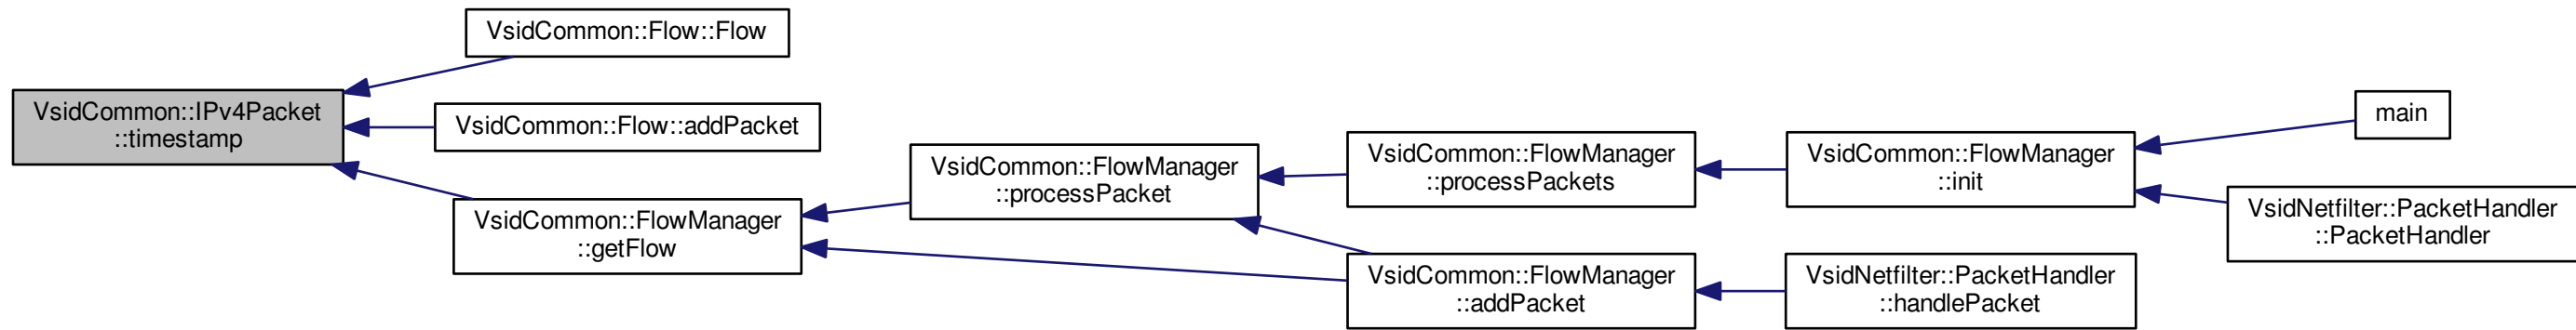 VsidCommon::Flow::Flow
VsidCommon::IPv4Packet
::timestamp
VsidCommon::Flow::addPacket
VsidCommon::FlowManager
::getFlow
VsidCommon::FlowManager
::processPacket
VsidCommon::FlowManager
::processPackets
VsidCommon::FlowManager
::addPacket
VsidCommon::FlowManager
::init
VsidNetfilter::PacketHandler
::handlePacket
main
VsidNetfilter::PacketHandler
::PacketHandler